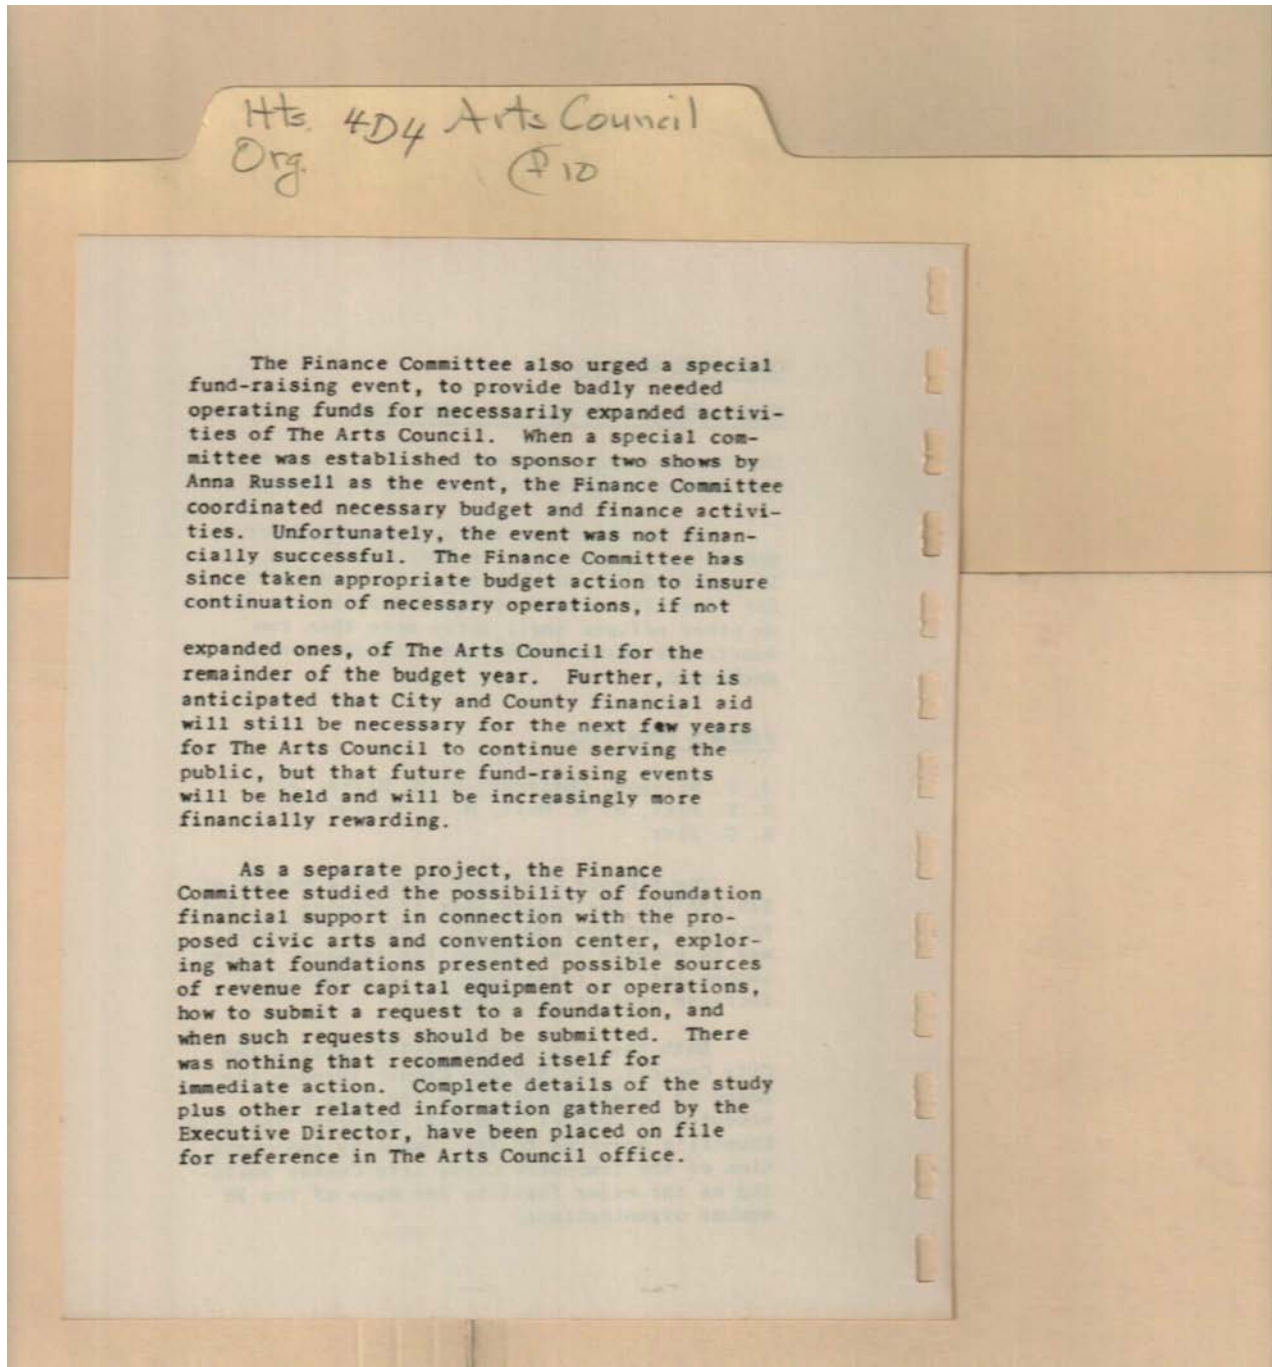 Hts. 4D4 Arts Council
Org. P 10
The Finance Committee also urged a special
fund-raising event, to provide badly needed
operating funds for necessarily expanded activi-
ties of The Arts Council. When a special com-
mittee was established to sponsor two shows by
Anna Russell as the event, the Finance Committee
coordinated necessary budget and finance activi-
ties. Unfortunately, the event was not finan-
cially successful. The Finance Committee has
since taken appropriate budget action to insure
continuation of necessary operations, if not
expanded ones, of The Arts Council for the
remainder of the budget year. Further, it is
anticipated that City and County financial aid
will still be necessary for the next few years
for The Arts Council to continue serving the
public, but that future fund-raising events
will be held and will be increasingly more
financially rewarding.
As a separate project, the Finance
Committee studied the possibility of foundation
financial support in connection with the pro-
posed civic arts and convention center, explor-
ing what foundations presented possible sources
of revenue for capital equipment or operations,
how to submit a request to a foundation, and
when such requests should be submitted. There
was nothing that recommended itself for
immediate action. Complete details of the study
plus other related information gathered by the
Executive Director, have been placed on file
for reference in The Arts Council office.